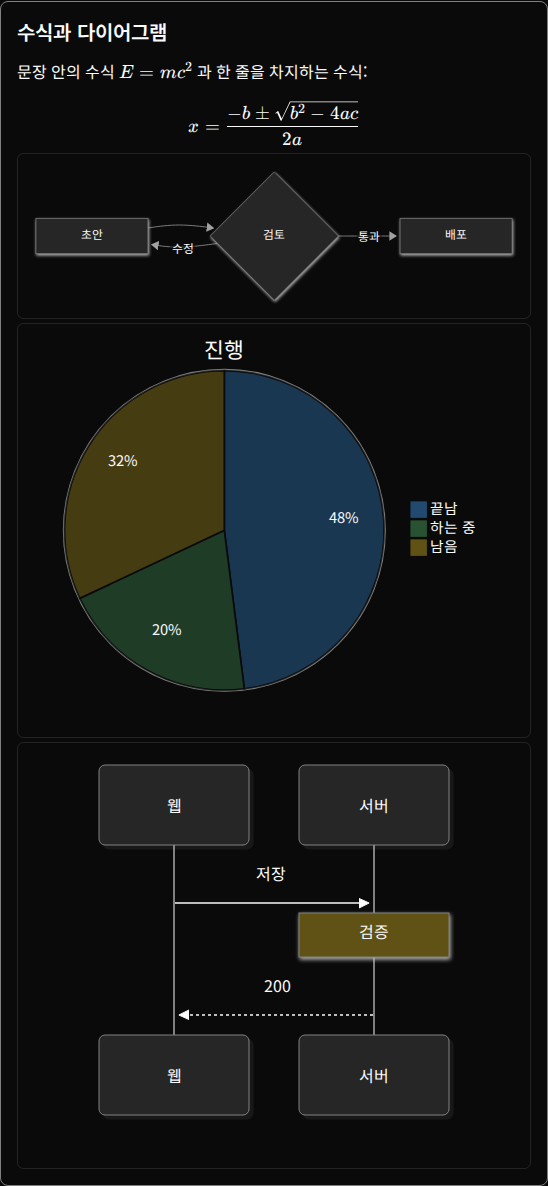 수식과 다이어그램
문장 안의 수식 E = mc² 과 한 줄을 차지하는 수식:
x = (-b ± √(b² − 4ac)) / 2a
초안
수정
검토
통과
배포
진행
32%
48%
20%
끝남
하는 중
남음
웹
서버
저장
검증
200
웹
서버